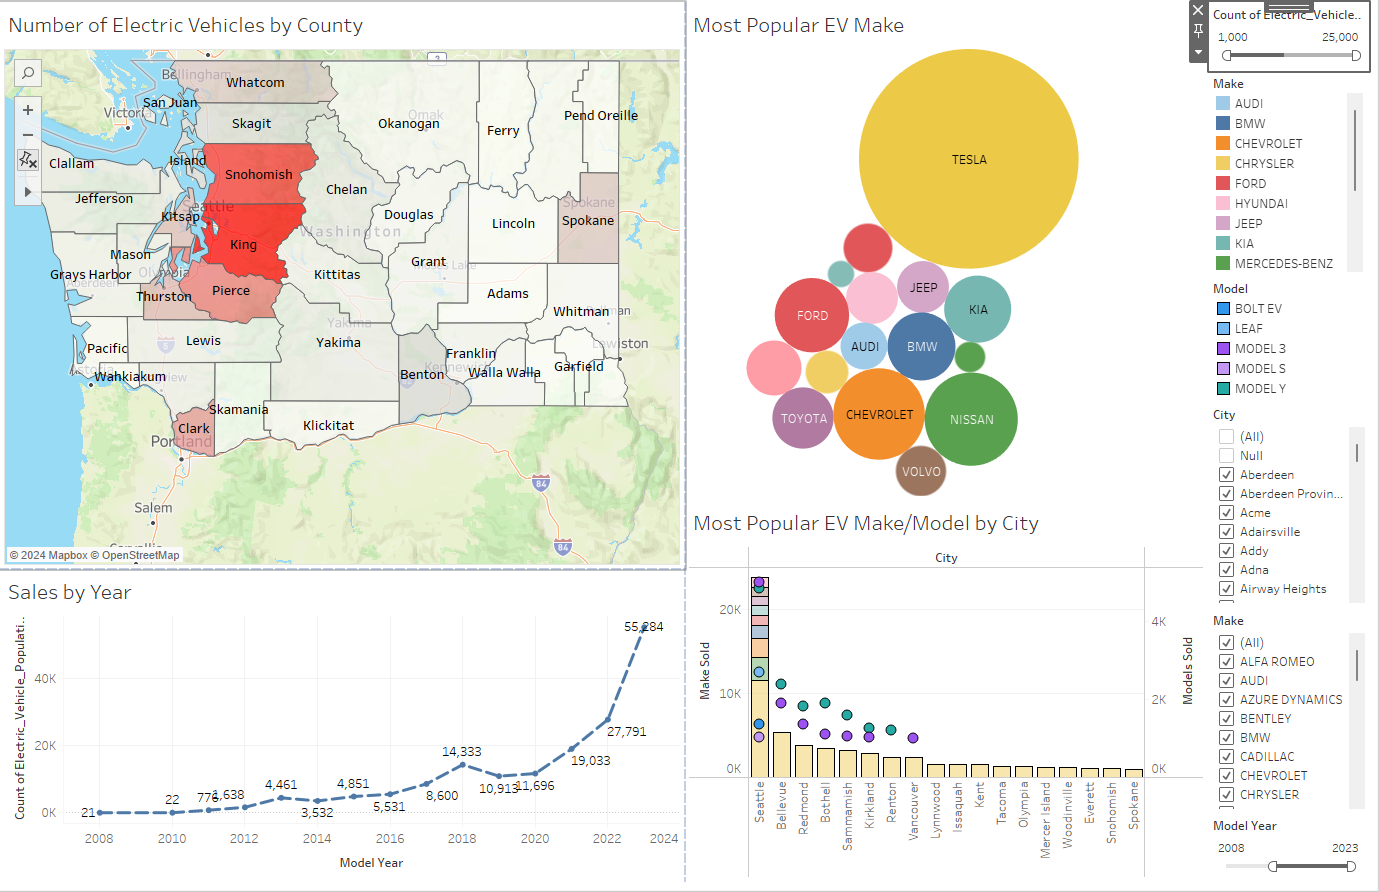 Number of Electric Vehicles by County
Bellingham
Whatcom
San Juan
Victoria
Skagit
Okanogan
Omak
Ferry
Pend Oreille
Clallam
Island
Snohomish
Chelan
Jefferson
Seattle
Kitsap
Douglas
Lincoln
Spokane
Spokane
Washington
King
Mason
Grays Harbor
Olympia
Aberdeen
Kittitas
Grant
Moses Lake
Thurston
Pierce
Adams
Whitman
Yakima
Pacific
Lewis
Yakima
Franklin
Lewiston
Wahkiakum
Benton
Kennewick
Walla Walla
Garfield
Skamania
Clark
Klickitat
Portland
84
Salem
84
© 2024 Mapbox © OpenStreetMap
Sales by Year
Count of Electric_Vehicle_Populati..
40K
20K
0K
21
22
776
1,638
4,461
3,532
4,851
5,531
8,600
14,333
10,913
11,696
19,033
27,791
55,284
2008
2010
2012
2014
2016
2018
2020
2022
2024
Model Year
Most Popular EV Make
TESLA
JEEP
KIA
FORD
AUDI
BMW
TOYOTA
CHEVROLET
NISSAN
VOLVO
Most Popular EV Make/Model by City
City
Make Sold
20K
10K
0K
Models Sold
4K
2K
0K
Seattle
Bellevue
Redmond
Bothell
Sammamish
Kirkland
Renton
Vancouver
Lynnwood
Issaquah
Kent
Tacoma
Olympia
Mercer Island
Woodinville
Everett
Snohomish
Spokane
Count of Electric_Vehicle..
1,000
25,000
Make
AUDI
BMW
CHEVROLET
CHRYSLER
FORD
HYUNDAI
JEEP
KIA
MERCEDES-BENZ
Model
BOLT EV
LEAF
MODEL 3
MODEL S
MODEL Y
City
(All)
Null
Aberdeen
Aberdeen Provin...
Acme
Adairsville
Addy
Adna
Airway Heights
Make
(All)
ALFA ROMEO
AUDI
AZURE DYNAMICS
BENTLEY
BMW
CADILLAC
CHEVROLET
CHRYSLER
Model Year
2008
2023